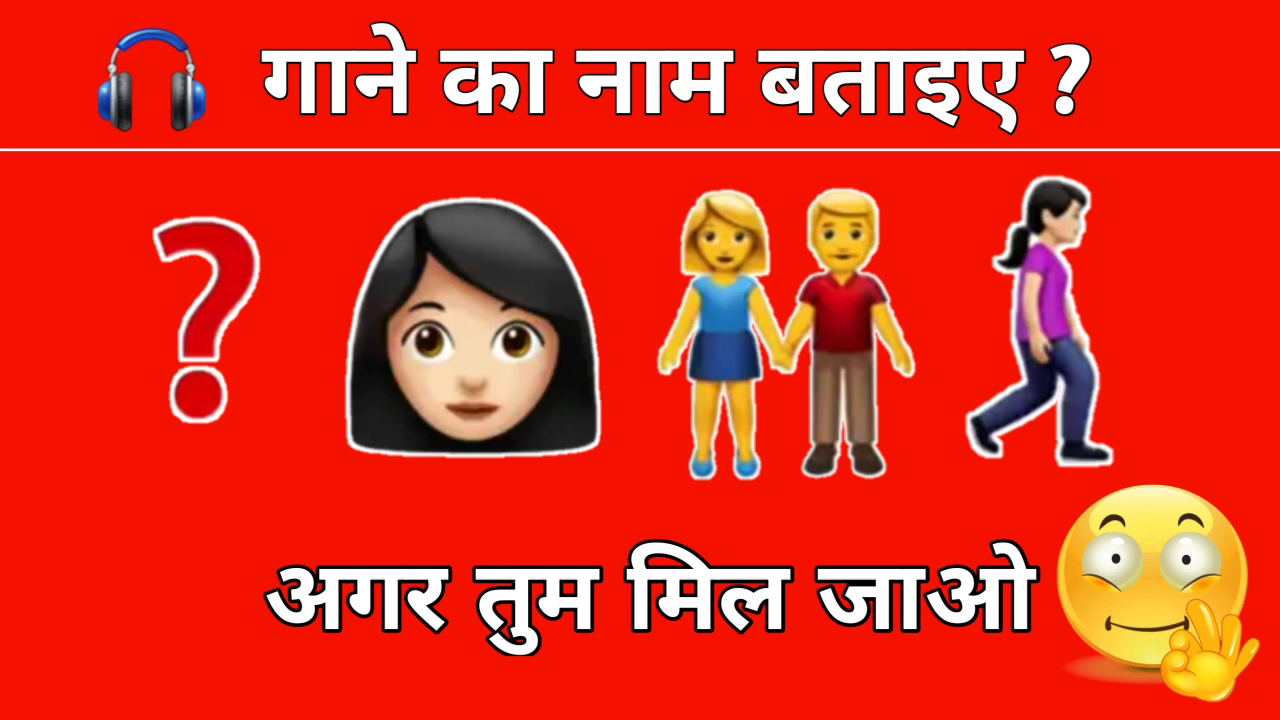 गाने का नाम बताइए ?
अगर तुम मिल जाओ